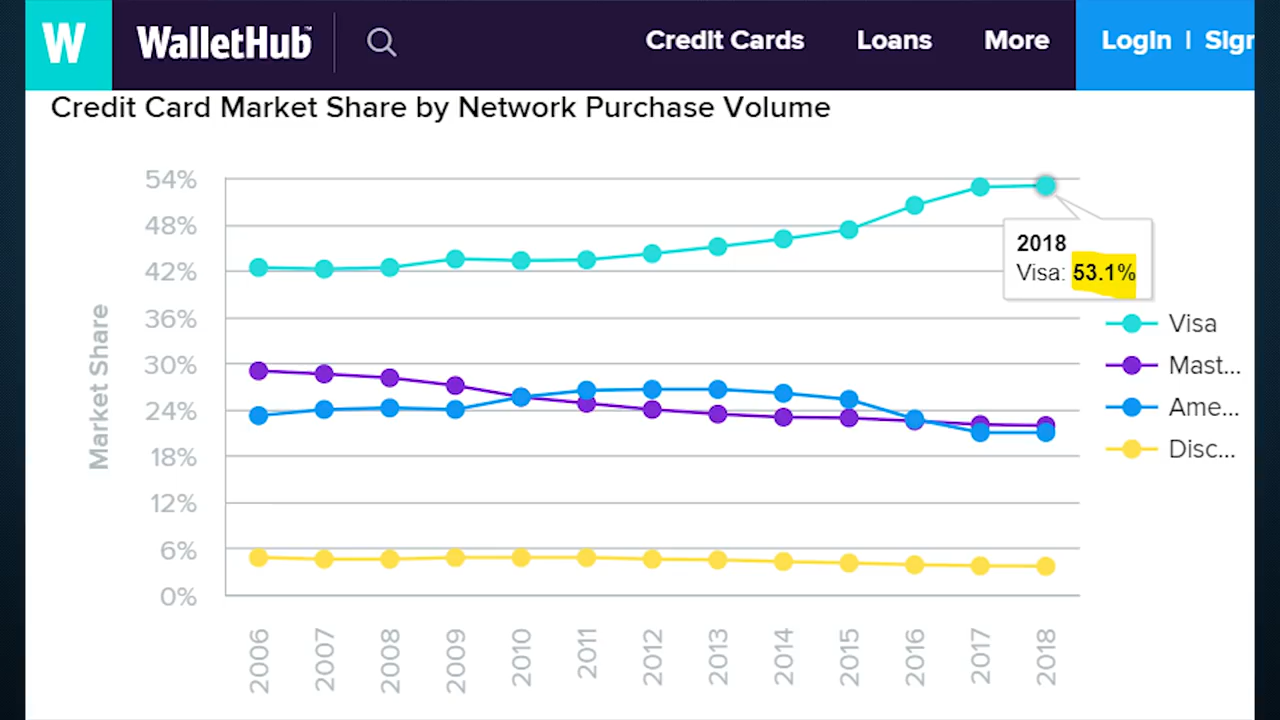 W WalletHub™ Credit Cards Loans More Login | Sign
Credit Card Market Share by Network Purchase Volume
54%
48%
42%
36%
30%
24%
18%
12%
6%
0%
Market Share
2018
Visa: 53.1%
Visa
Mast...
Ame...
Disc...
2006 2007 2008 2009 2010 2011 2012 2013 2014 2015 2016 2017 2018